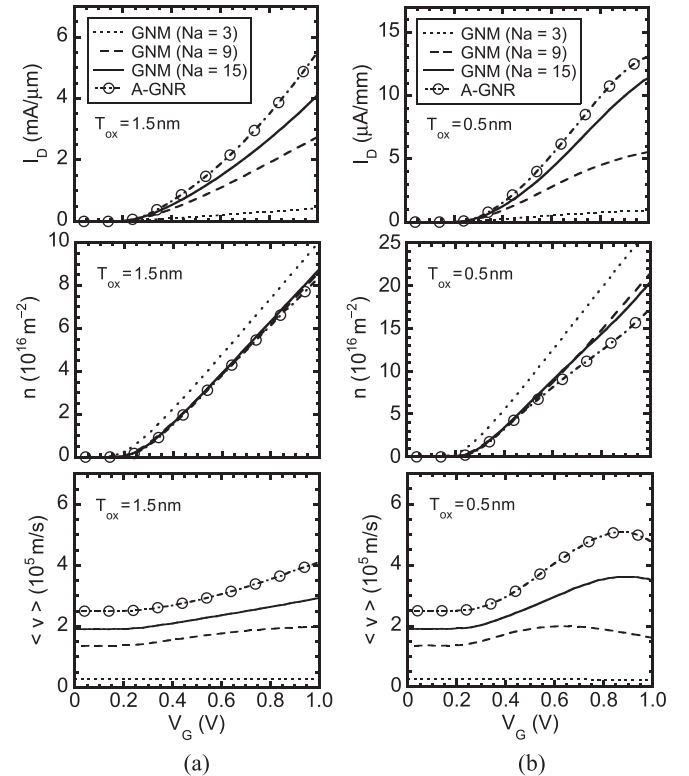 6
4
2
0
I_D (mA/μm)
GNM (Na = 3)
GNM (Na = 9)
GNM (Na = 15)
A-GNR
T_ox = 1.5nm
15
10
5
0
I_D (μA/mm)
GNM (Na = 3)
GNM (Na = 9)
GNM (Na = 15)
A-GNR
T_ox = 0.5nm
10
8
6
4
2
0
n (10^16 m^−2)
T_ox = 1.5nm
25
20
15
10
5
0
n (10^16 m^−2)
T_ox = 0.5nm
6
4
2
0
< v > (10^5 m/s)
T_ox = 1.5nm
0 0.2 0.4 0.6 0.8 1.0
V_G (V)
(a)
6
4
2
0
< v > (10^5 m/s)
T_ox = 0.5nm
0 0.2 0.4 0.6 0.8 1.0
V_G (V)
(b)